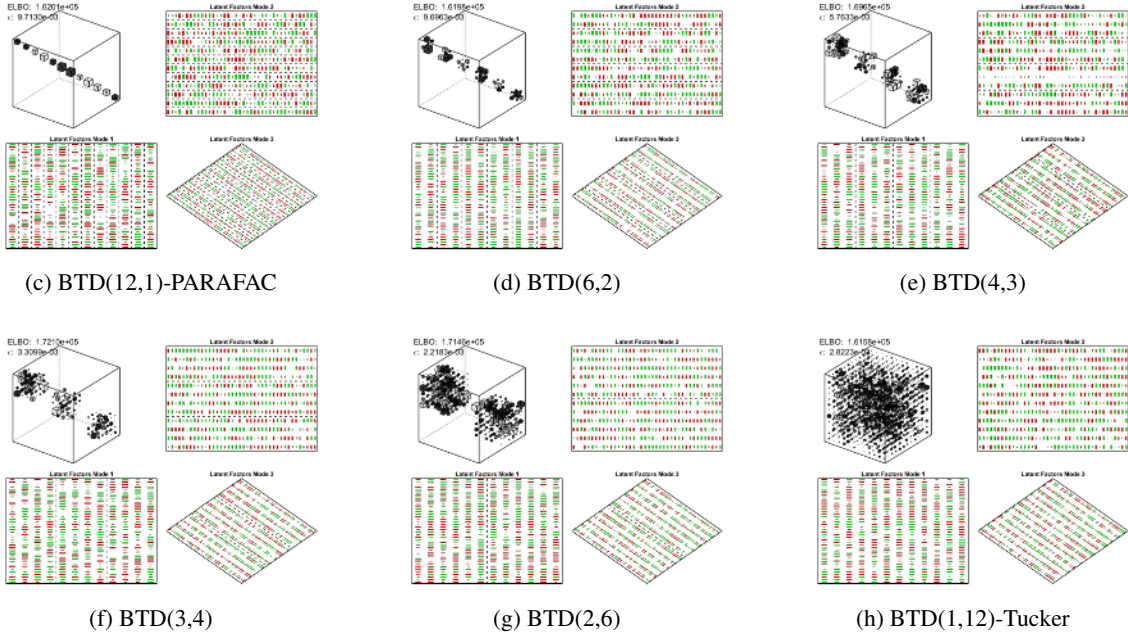 ELBO: 1.6201e+05
ε: 9.7130e-03
Latent Factors Mode 2
Latent Factors Mode 1
Latent Factors Mode 3
(c) BTD(12,1)-PARAFAC
ELBO: 1.6195e+05
ε: 9.6963e-03
Latent Factors Mode 2
Latent Factors Mode 1
Latent Factors Mode 3
(d) BTD(6,2)
ELBO: 1.6965e+05
ε: 5.7633e-03
Latent Factors Mode 2
Latent Factors Mode 1
Latent Factors Mode 3
(e) BTD(4,3)
ELBO: 1.7210e+05
ε: 3.3099e-03
Latent Factors Mode 2
Latent Factors Mode 1
Latent Factors Mode 3
(f) BTD(3,4)
ELBO: 1.7146e+05
ε: 2.2183e-03
Latent Factors Mode 2
Latent Factors Mode 1
Latent Factors Mode 3
(g) BTD(2,6)
ELBO: 1.6158e+05
ε: 2.8223e-03
Latent Factors Mode 2
Latent Factors Mode 1
Latent Factors Mode 3
(h) BTD(1,12)-Tucker